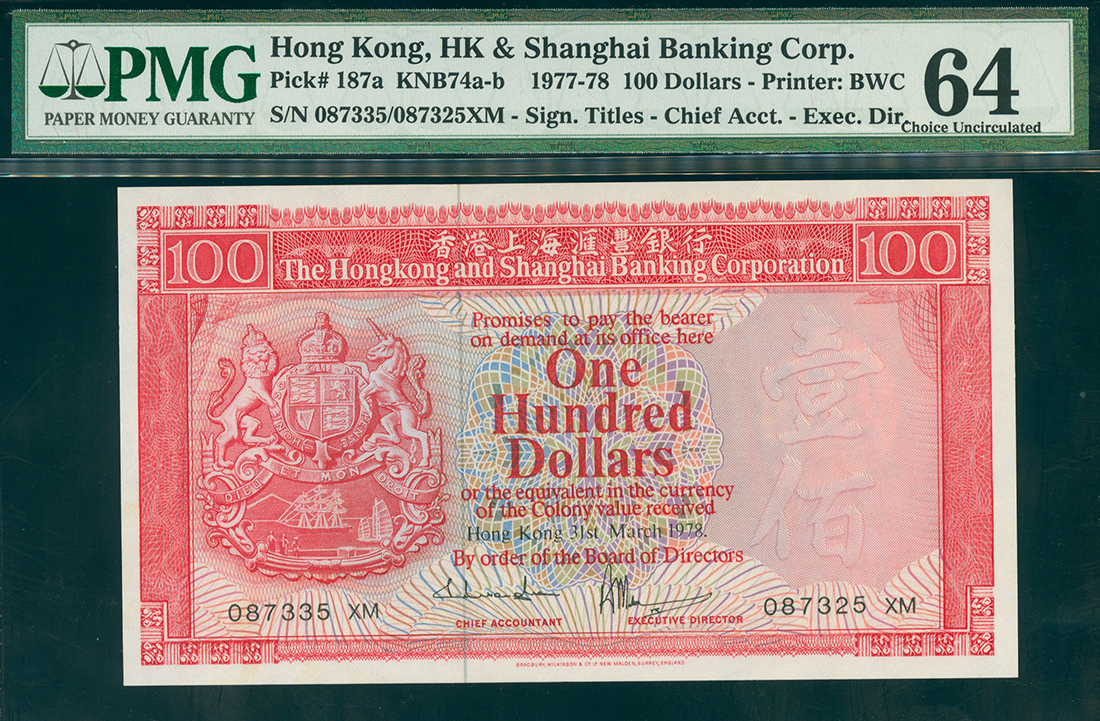 PMG
PAPER MONEY GUARANTY
Hong Kong, HK & Shanghai Banking Corp.
Pick# 187a KNB74a-b 1977-78 100 Dollars - Printer: BWC
S/N 087335/087325XM - Sign. Titles - Chief Acct. - Exec. Dir.
64
Choice Uncirculated
香港上海滙豐銀行
100
The Hongkong and Shanghai Banking Corporation
100
Promises to pay the bearer
on demand at its office here
One
Hundred
Dollars
or the equivalent in the currency
of the Colony value received
Hong Kong 31st March 1978.
By order of the Board of Directors
壹
佰
DIEU ET MON DROIT
087335 XM
CHIEF ACCOUNTANT
EXECUTIVE DIRECTOR
087325 XM
BRADBURY, WILKINSON & Co. Ld. NEW MALDEN, SURREY, ENGLAND